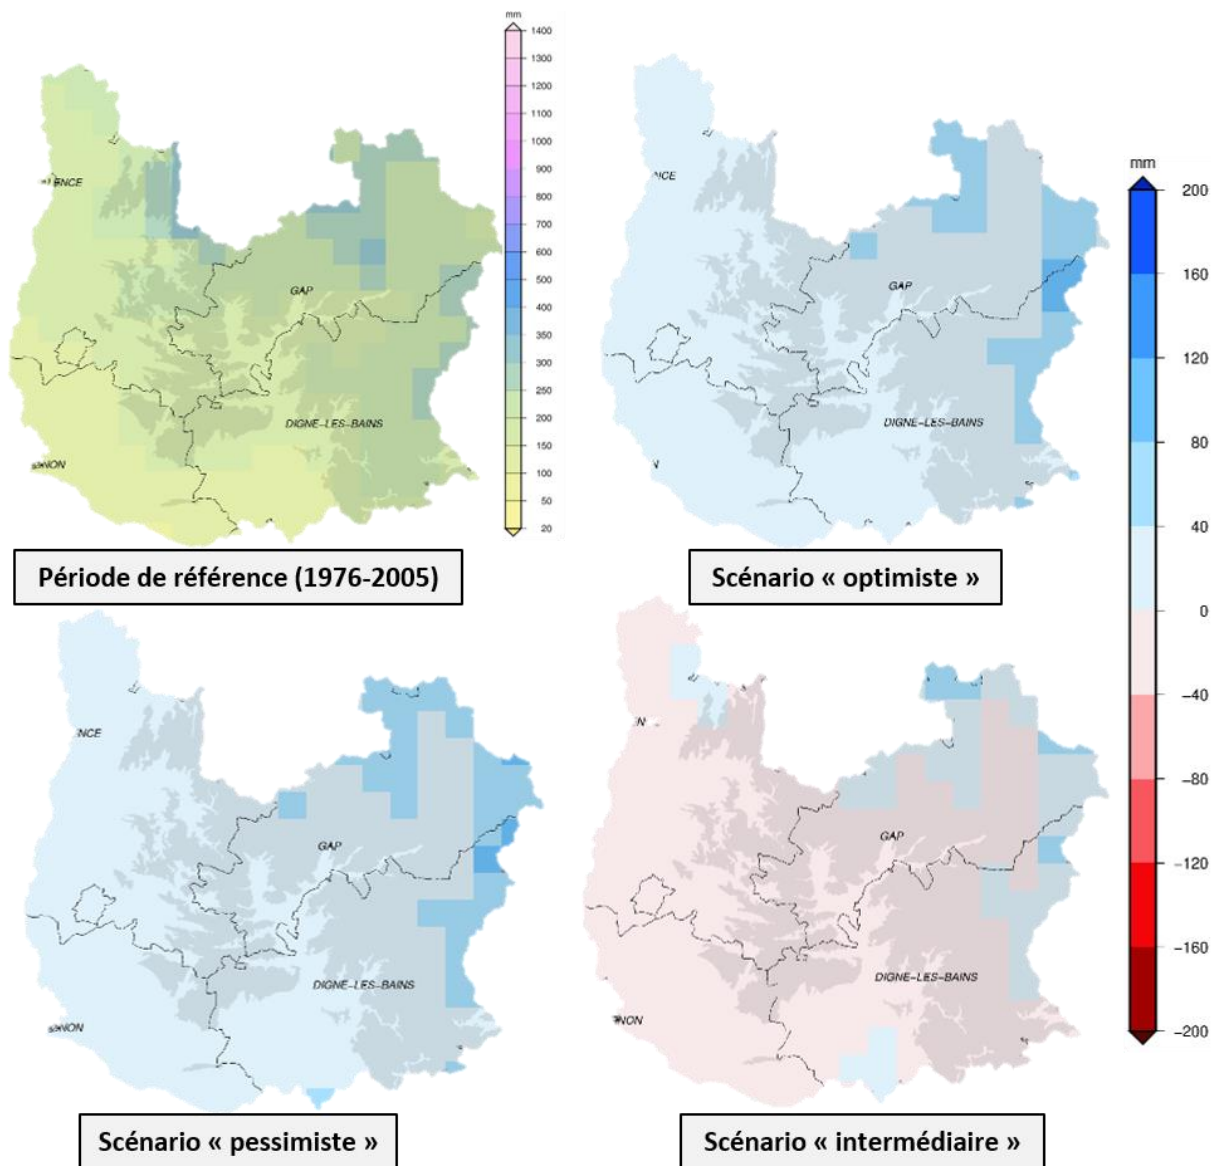 mm
1400
1300
1100
1000
900
800
700
600
500
400
350
300
250
200
150
100
50
20
GAP
DIGNE-LES-BAINS
Période de référence (1976-2005)
NCE
GAP
DIGNE-LES-BAINS
Scénario « optimiste »
mm
200
160
120
80
40
0
-40
-80
-120
-160
-200
NCE
GAP
DIGNE-LES-BAINS
Scénario « pessimiste »
GAP
DIGNE-LES-BAINS
NON
Scénario « intermédiaire »